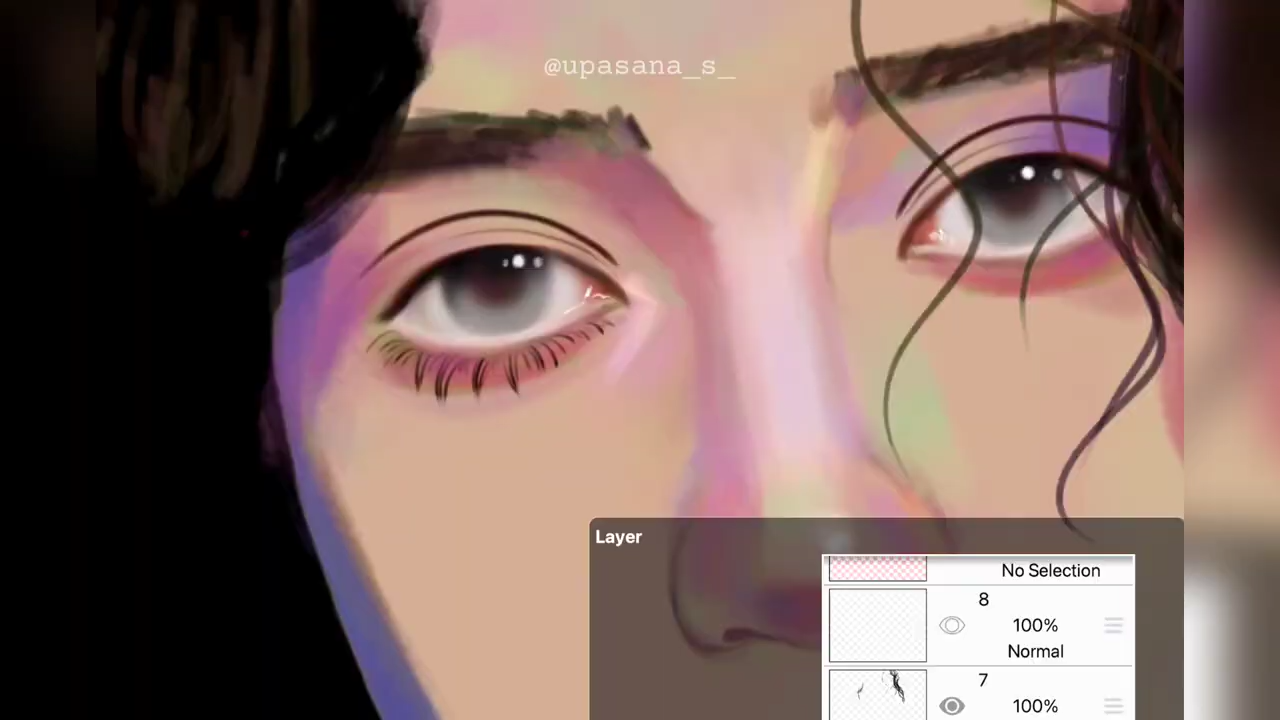 @upasana_s_
Layer
No Selection
8
100%
Normal
7
100%